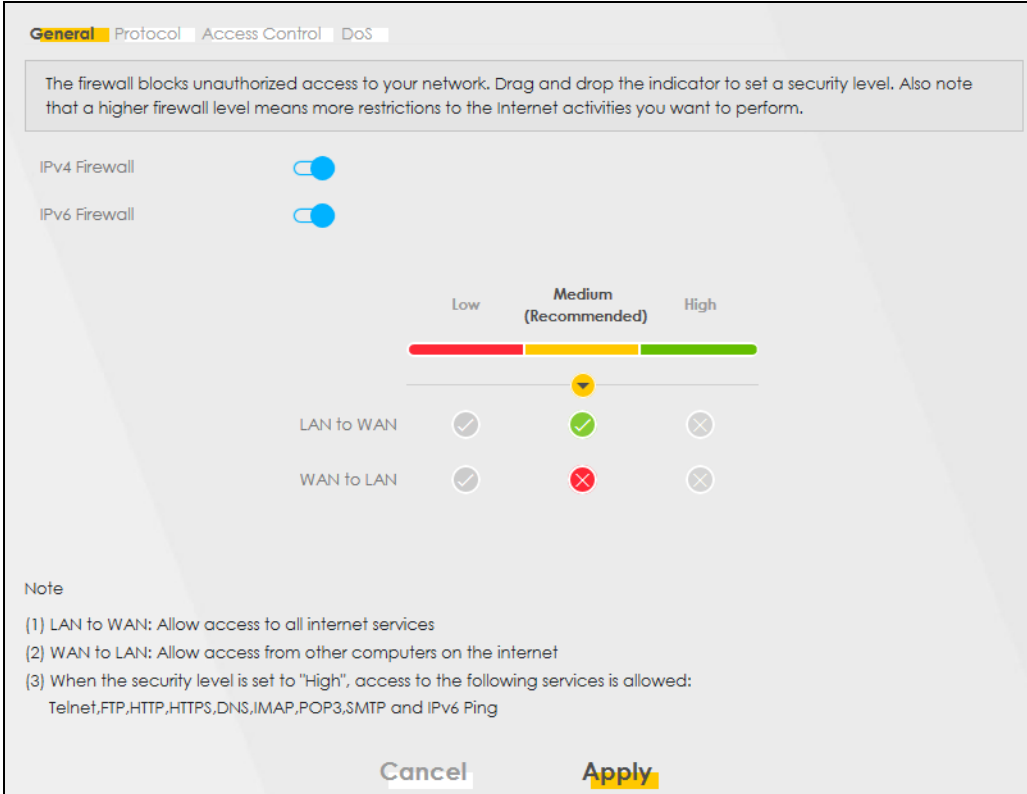 General Protocol Access Control DoS
The firewall blocks unauthorized access to your network. Drag and drop the indicator to set a security level. Also note
that a higher firewall level means more restrictions to the Internet activities you want to perform.
IPv4 Firewall
IPv6 Firewall
Low Medium High
(Recommended)
LAN to WAN
WAN to LAN
Note
(1) LAN to WAN: Allow access to all internet services
(2) WAN to LAN: Allow access from other computers on the internet
(3) When the security level is set to "High", access to the following services is allowed:
Telnet,FTP,HTTP,HTTPS,DNS,IMAP,POP3,SMTP and IPv6 Ping
Cancel Apply